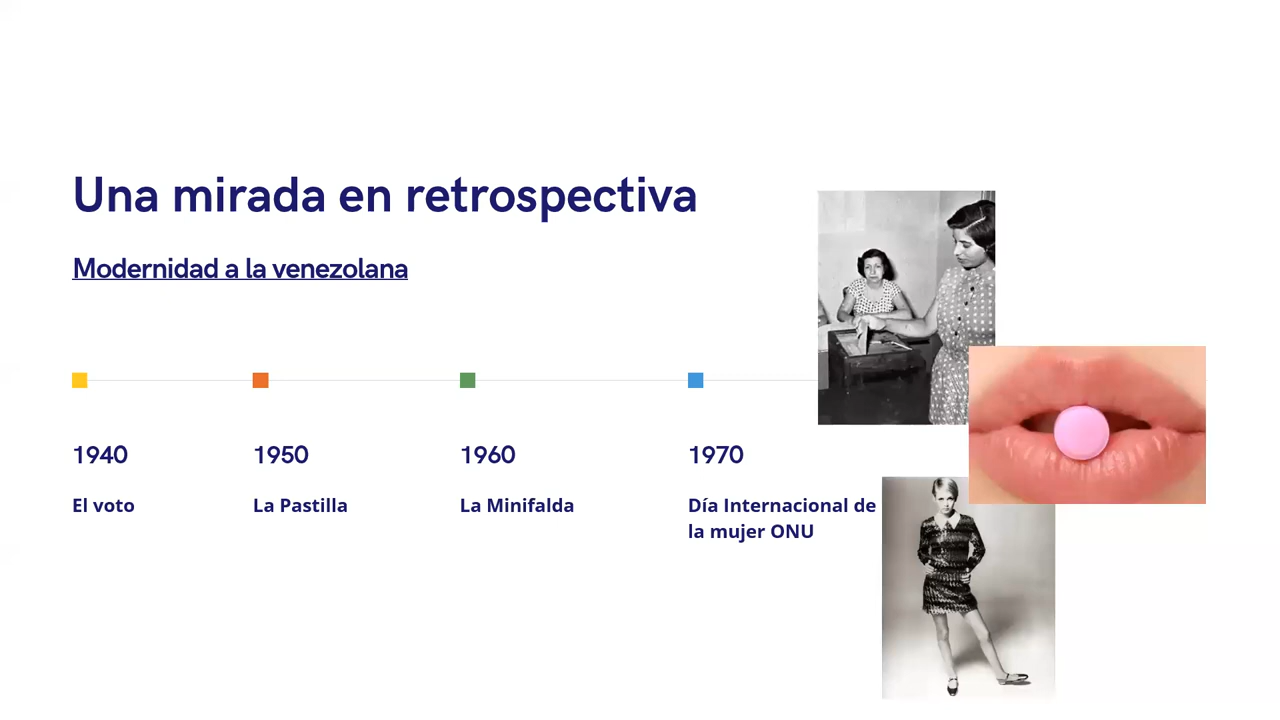 Una mirada en retrospectiva
Modernidad a la venezolana
1940
El voto
1950
La Pastilla
1960
La Minifalda
1970
Día Internacional de
la mujer ONU